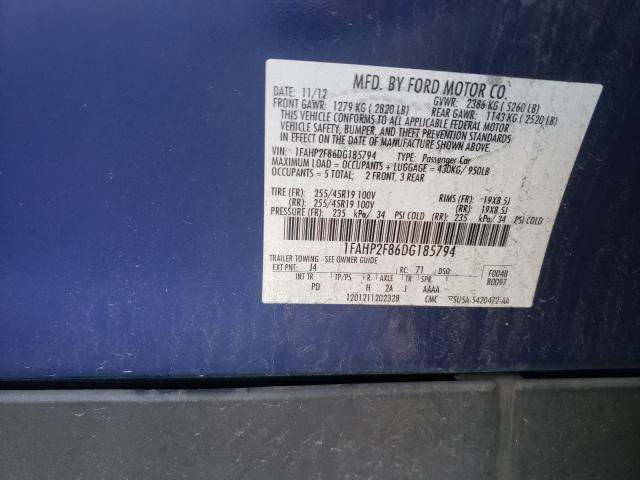 MFD. BY FORD MOTOR CO.
DATE: 11/12 GVWR: 2386 KG ( 5260 LB)
FRONT GAWR: 1279 KG ( 2820 LB) REAR GAWR: 1143 KG ( 2520 LB)
THIS VEHICLE CONFORMS TO ALL APPLICABLE FEDERAL MOTOR
VEHICLE SAFETY, BUMPER, AND THEFT PREVENTION STANDARDS
IN EFFECT ON THE DATE OF MANUFACTURE SHOWN ABOVE.
VIN: 1FAHP2F86DG185794 TYPE: Passenger Car
MAXIMUM LOAD = OCCUPANTS + LUGGAGE = 430KG/ 950LB
OCCUPANTS = 5 TOTAL; 2 FRONT, 3 REAR
TIRE (FR): 255/45R19 100V RIMS (FR): 19X8.5J
(RR): 255/45R19 100V (RR): 19X8.5J
PRESSURE (FR): 235 kPa/ 34 PSI COLD (RR): 235 kPa/ 34 PSI COLD
1FAHP2F86DG185794
TRAILER TOWING - SEE OWNER GUIDE
EXT PNT: J4 RC: 71 DSO: F0048
INT TR TP/PS R AXLE TR SPR R0097
PD H 2A J AAAA
1201211202328 CMC 5U5A-5420472-AA